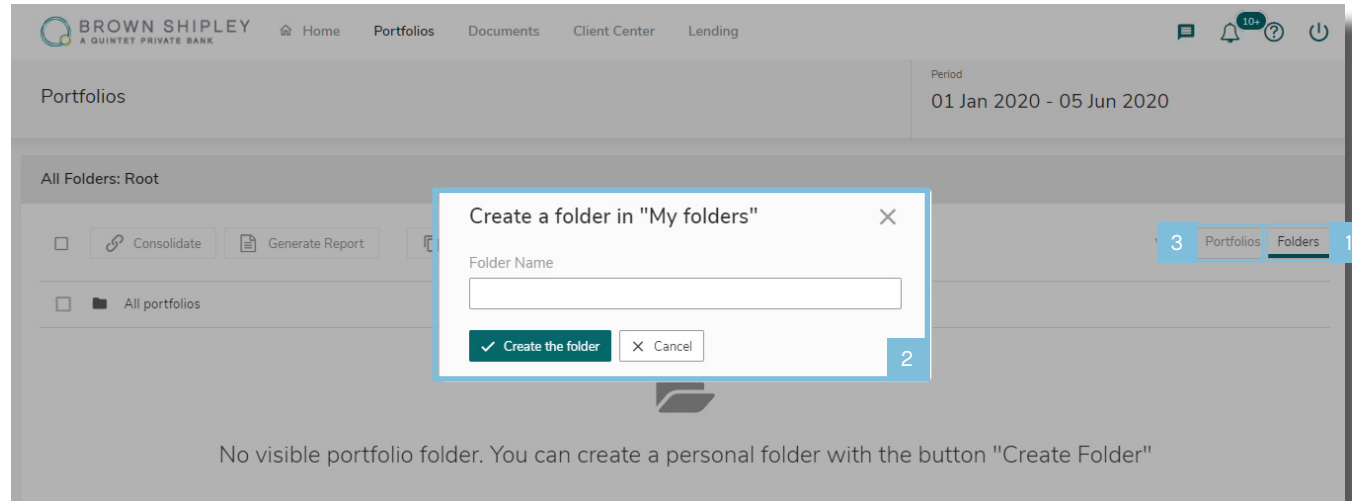 BROWN SHIPLEY
A QUINTET PRIVATE BANK
Home Portfolios Documents Client Center Lending
10+
Portfolios
Period
01 Jan 2020 - 05 Jun 2020
All Folders: Root
Create a folder in "My folders"
Consolidate Generate Report
3 Portfolios Folders 1
Folder Name
All portfolios
Create the folder Cancel
2
No visible portfolio folder. You can create a personal folder with the button "Create Folder"